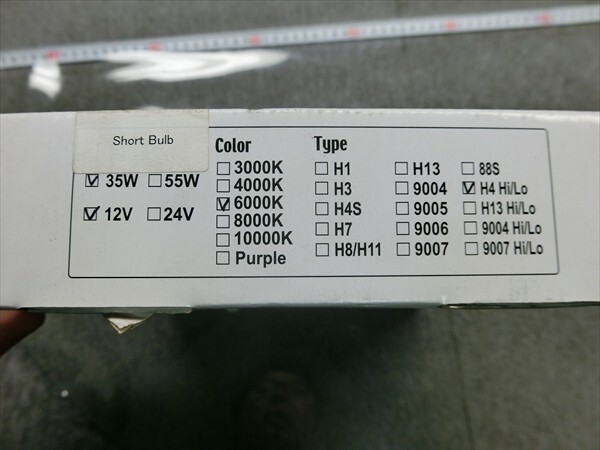 Short Bulb
☑ 35W ☐ 55W
☑ 12V ☐ 24V
Color
☐ 3000K
☐ 4000K
☑ 6000K
☐ 8000K
☐ 10000K
☐ Purple
Type
☐ H1 ☐ H13 ☐ 88S
☐ H3 ☐ 9004 ☑ H4 Hi/Lo
☐ H4S ☐ 9005 ☐ H13 Hi/Lo
☐ H7 ☐ 9006 ☐ 9004 Hi/Lo
☐ H8/H11 ☐ 9007 ☐ 9007 Hi/Lo